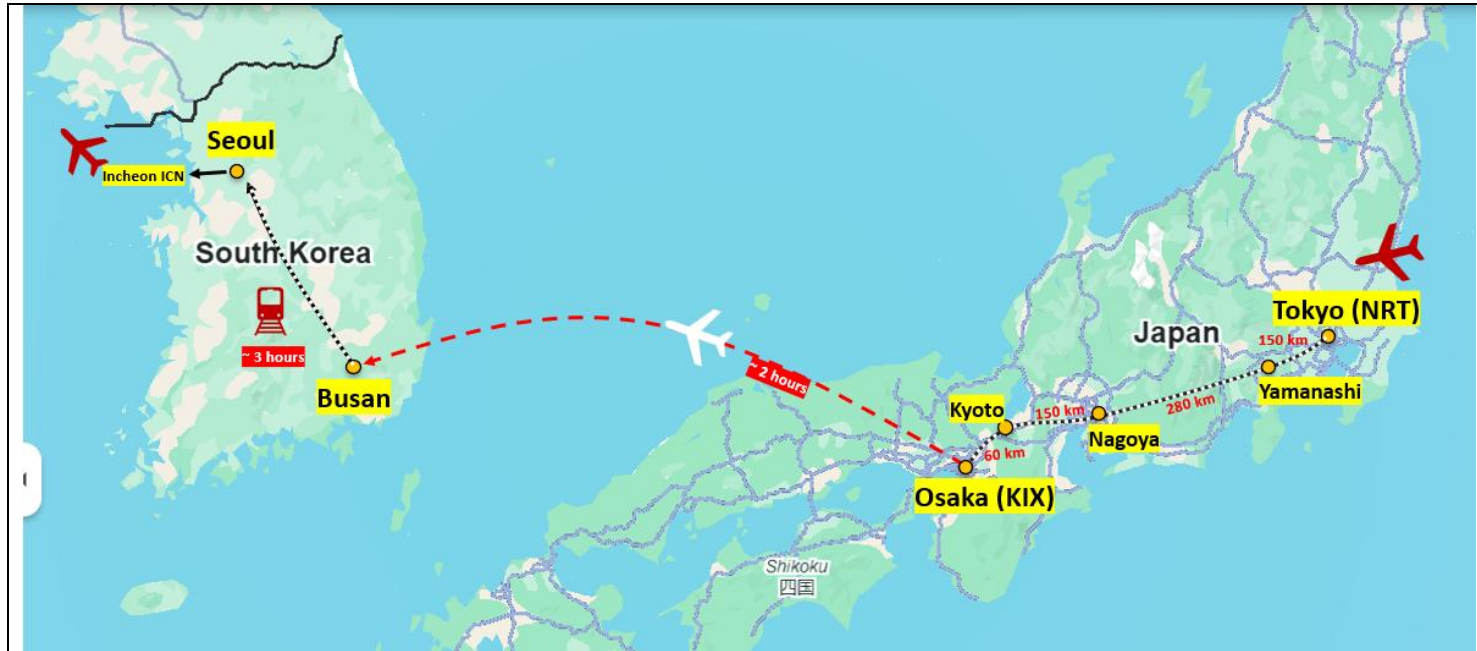 Seoul
Incheon ICN
South Korea
~ 3 hours
Busan
~ 2 hours
Japan
Tokyo (NRT)
150 km
Yamanashi
280 km
Nagoya
150 km
Kyoto
60 km
Osaka (KIX)
Shikoku
四国